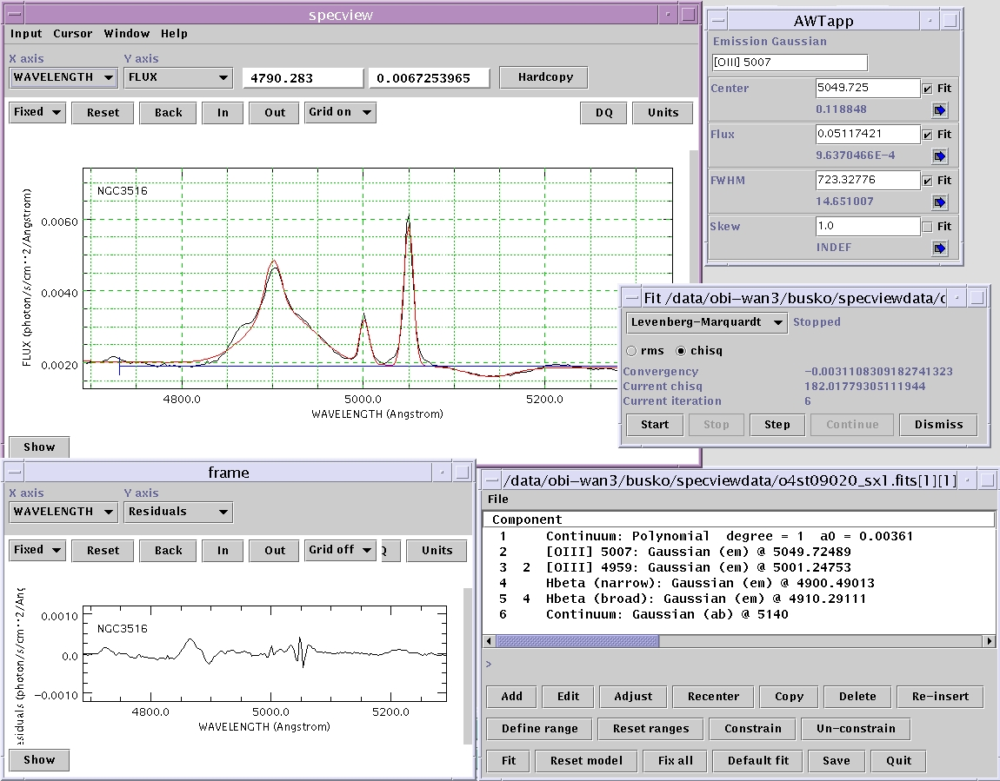 specview
Input Cursor Window Help
X axis Y axis
WAVELENGTH FLUX 4790.283 0.0067253965 Hardcopy
Fixed Reset Back In Out Grid on DQ Units
NGC3516
FLUX (photon/s/cm**2/Angstrom)
0.0060
0.0040
0.0020
4800.0 5000.0 5200.0
WAVELENGTH (Angstrom)
Show
AWTapp
Emission Gaussian
[OIII] 5007
Center 5049.725 Fit
0.118848
Flux 0.05117421 Fit
9.6370466E-4
FWHM 723.32776 Fit
14.651007
Skew 1.0 Fit
INDEF
Fit /data/obi-wan3/busko/specviewdata/c
Levenberg-Marquardt Stopped
rms chisq
Convergency -0.0031108309182741323
Current chisq 182.01779305111944
Current iteration 6
Start Stop Step Continue Dismiss
frame
X axis Y axis
WAVELENGTH Residuals
Fixed Reset Back In Out Grid off Q Units
NGC3516
esiduals (photon/s/cm**2/Ang
0.0010
0.0
-0.0010
4800.0 5000.0 5200.0
WAVELENGTH (Angstrom)
Show
/data/obi-wan3/busko/specviewdata/o4st09020_sx1.fits[1][1]
File
Component
1 Continuum: Polynomial degree = 1 a0 = 0.00361
2 [OIII] 5007: Gaussian (em) @ 5049.72489
3 2 [OIII] 4959: Gaussian (em) @ 5001.24753
4 Hbeta (narrow): Gaussian (em) @ 4900.49013
5 4 Hbeta (broad): Gaussian (em) @ 4910.29111
6 Continuum: Gaussian (ab) @ 5140
>
Add Edit Adjust Recenter Copy Delete Re-insert
Define range Reset ranges Constrain Un-constrain
Fit Reset model Fix all Default fit Save Quit